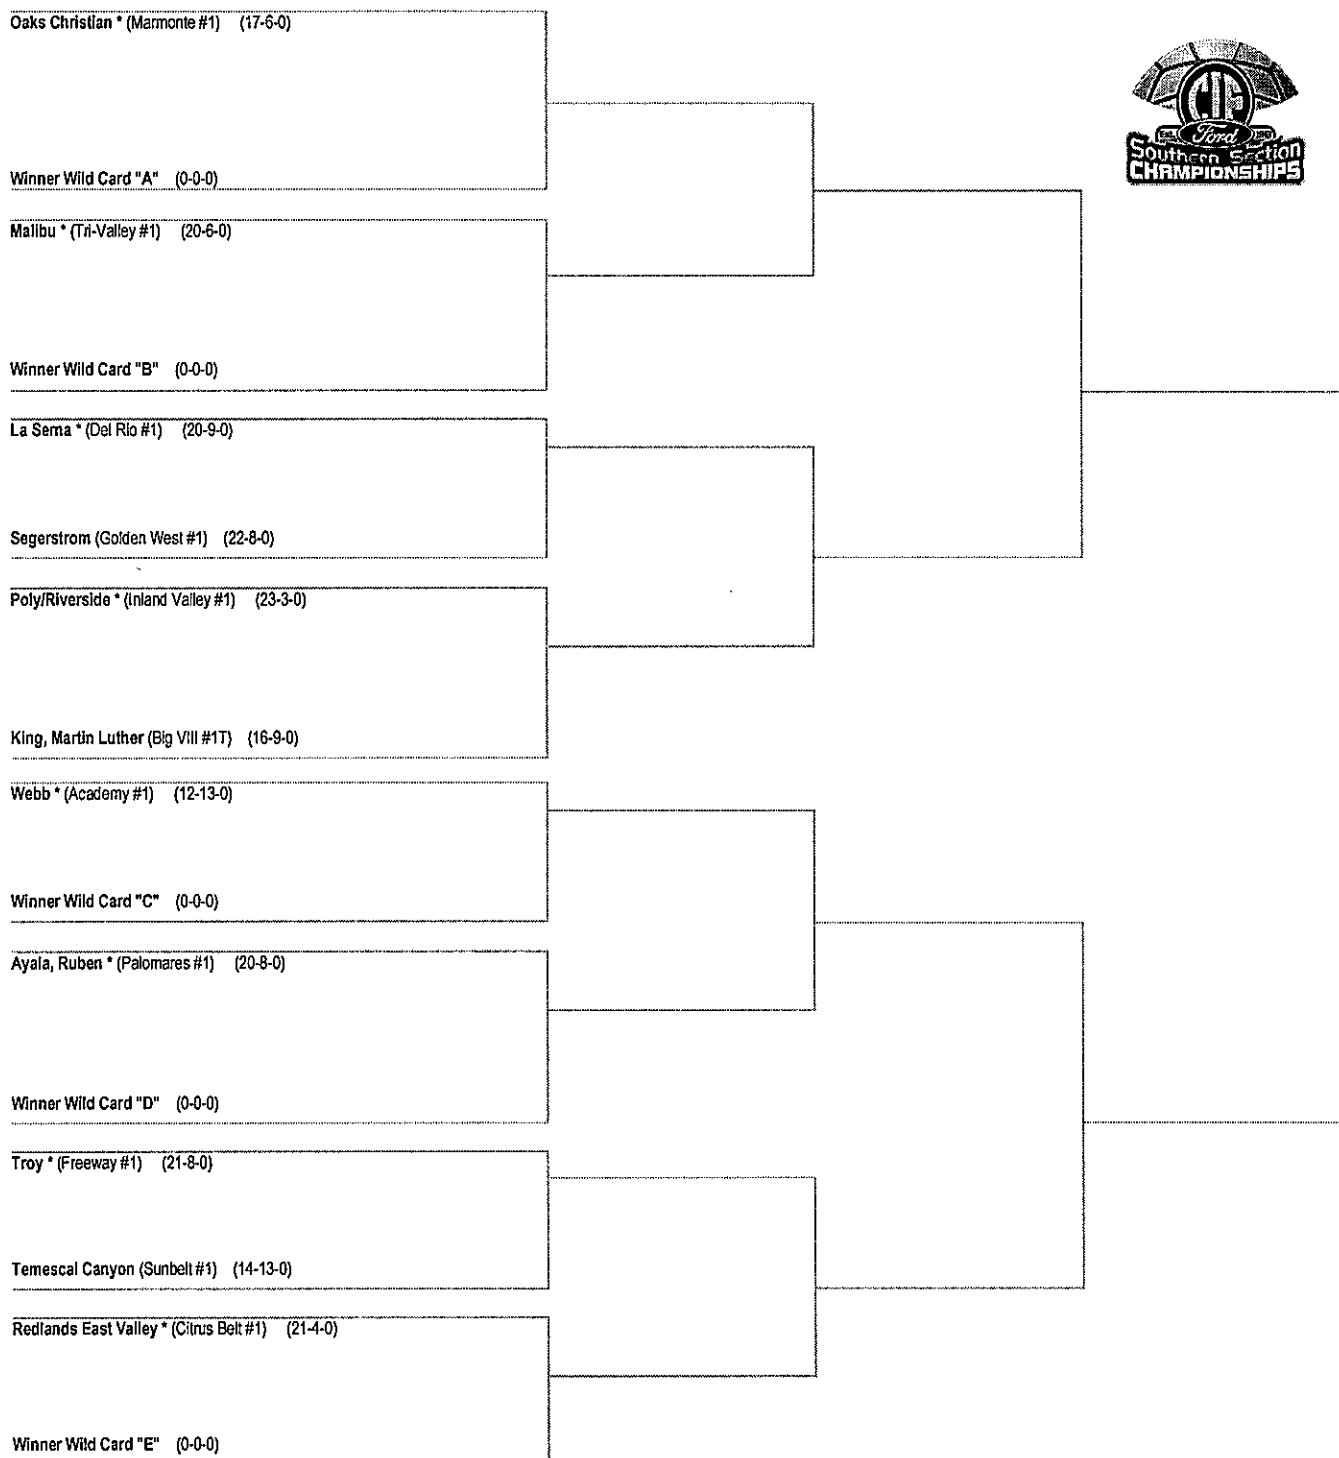 Oaks Christian * (Marmonte #1) (17-6-0)
CIF
Ford
Southern Section
CHAMPIONSHIPS
Winner Wild Card "A" (0-0-0)
Malibu * (Tri-Valley #1) (20-6-0)
Winner Wild Card "B" (0-0-0)
La Serna * (Del Rio #1) (20-9-0)
Segerstrom (Golden West #1) (22-8-0)
Poly/Riverside * (Inland Valley #1) (23-3-0)
King, Martin Luther (Big VIII #1T) (16-9-0)
Webb * (Academy #1) (12-13-0)
Winner Wild Card "C" (0-0-0)
Ayala, Ruben * (Palomares #1) (20-8-0)
Winner Wild Card "D" (0-0-0)
Troy * (Freeway #1) (21-8-0)
Temescal Canyon (Sunbelt #1) (14-13-0)
Redlands East Valley * (Citrus Belt #1) (21-4-0)
Winner Wild Card "E" (0-0-0)